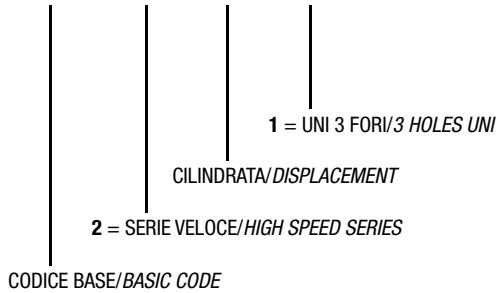 1 = UNI 3 FORI/3 HOLES UNI
CILINDRATA/DISPLACEMENT
2 = SERIE VELOCE/HIGH SPEED SERIES
CODICE BASE/BASIC CODE